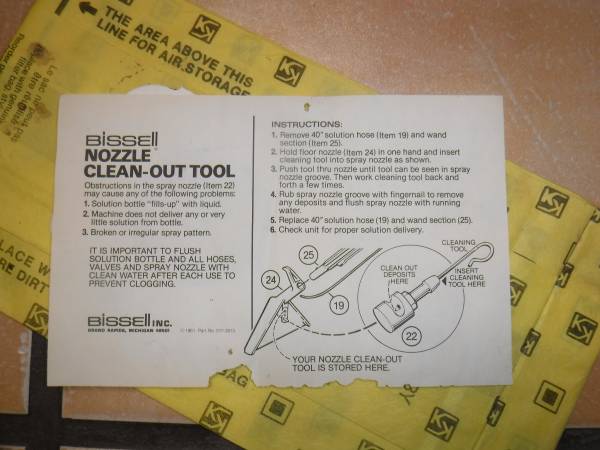 THE AREA ABOVE THIS
LINE FOR AIR STORAGE
BISSELL
NOZZLE
CLEAN-OUT TOOL
Obstructions in the spray nozzle (Item 22)
may cause any of the following problems:
1. Solution bottle "fills-up" with liquid.
2. Machine does not deliver any or very
little solution from bottle.
3. Broken or irregular spray pattern.
IT IS IMPORTANT TO FLUSH
SOLUTION BOTTLE AND ALL HOSES,
VALVES AND SPRAY NOZZLE WITH
CLEAN WATER AFTER EACH USE TO
PREVENT CLOGGING.
BISSELL INC.
GRAND RAPIDS, MICHIGAN 49501
INSTRUCTIONS:
1. Remove 40" solution hose (Item 19) and wand
section (Item 25).
2. Hold floor nozzle (Item 24) in one hand and insert
cleaning tool into spray nozzle as shown.
3. Push tool thru nozzle until tool can be seen in spray
nozzle groove. Then work cleaning tool back and
forth a few times.
4. Rub spray nozzle groove with fingernail to remove
any deposits and flush spray nozzle with running
water.
5. Replace 40" solution hose (19) and wand section (25).
6. Check unit for proper solution delivery.
25
24
19
CLEANING
TOOL
CLEAN OUT
DEPOSITS
HERE
INSERT
CLEANING
TOOL HERE
22
YOUR NOZZLE CLEAN-OUT
TOOL IS STORED HERE.
BAG